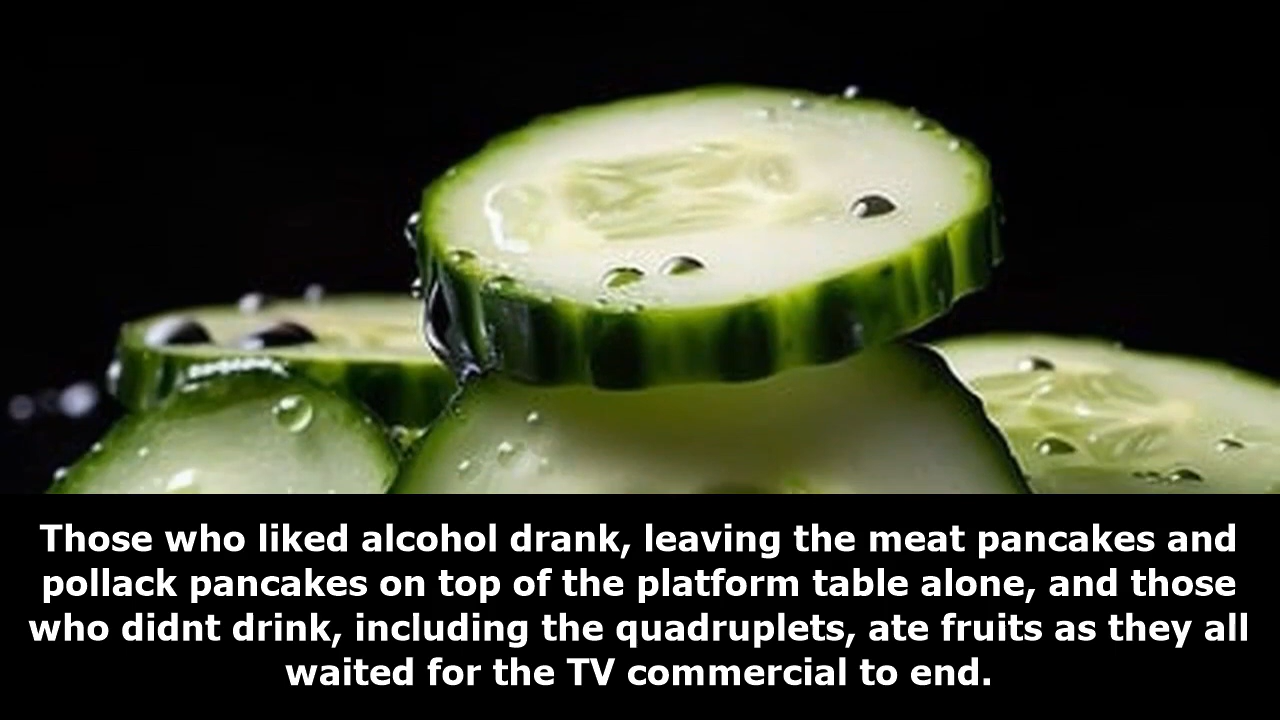 Those who liked alcohol drank, leaving the meat pancakes and
pollack pancakes on top of the platform table alone, and those
who didnt drink, including the quadruplets, ate fruits as they all
waited for the TV commercial to end.